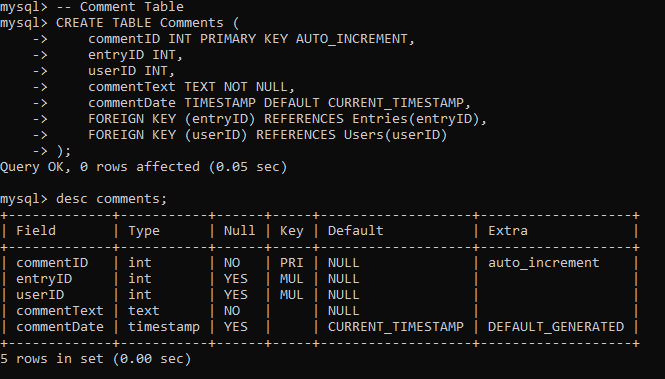 mysql> -- Comment Table
mysql> CREATE TABLE Comments (
    ->     commentID INT PRIMARY KEY AUTO_INCREMENT,
    ->     entryID INT,
    ->     userID INT,
    ->     commentText TEXT NOT NULL,
    ->     commentDate TIMESTAMP DEFAULT CURRENT_TIMESTAMP,
    ->     FOREIGN KEY (entryID) REFERENCES Entries(entryID),
    ->     FOREIGN KEY (userID) REFERENCES Users(userID)
    -> );
Query OK, 0 rows affected (0.05 sec)

mysql> desc comments;
+-------------+-----------+------+-----+-------------------+-------------------+
| Field       | Type      | Null | Key | Default           | Extra             |
+-------------+-----------+------+-----+-------------------+-------------------+
| commentID   | int       | NO   | PRI | NULL              | auto_increment    |
| entryID     | int       | YES  | MUL | NULL              |                   |
| userID      | int       | YES  | MUL | NULL              |                   |
| commentText | text      | NO   |     | NULL              |                   |
| commentDate | timestamp | YES  |     | CURRENT_TIMESTAMP | DEFAULT_GENERATED |
+-------------+-----------+------+-----+-------------------+-------------------+
5 rows in set (0.00 sec)